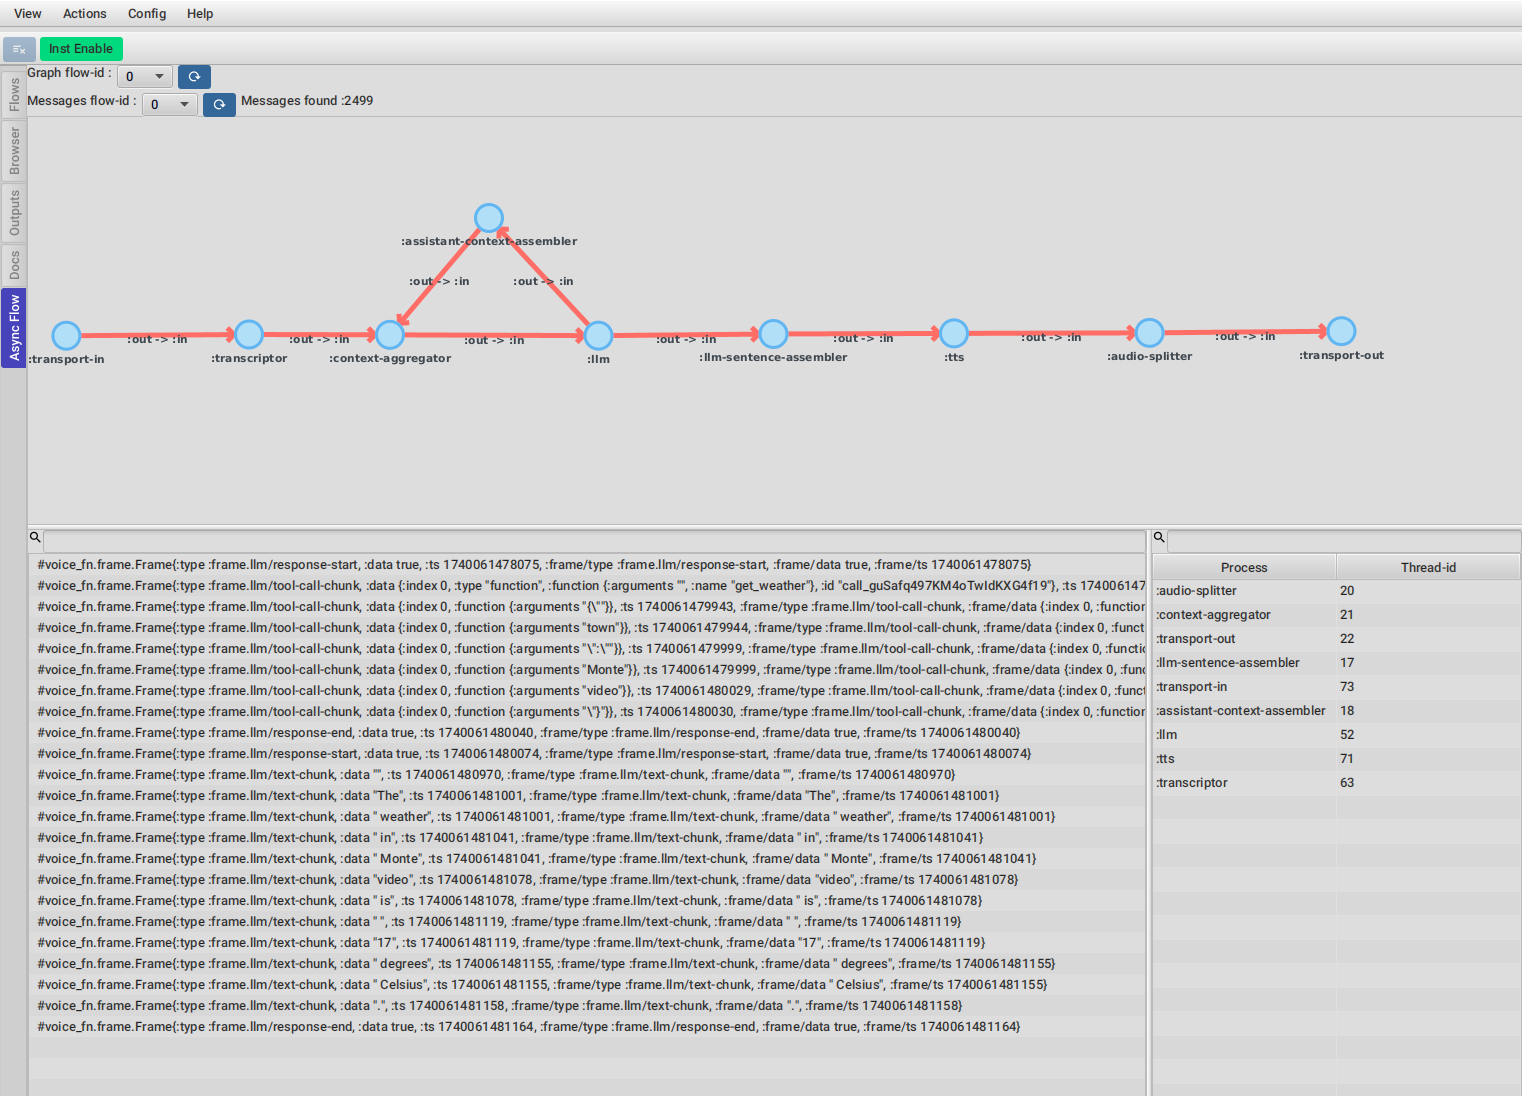 View Actions Config Help
Inst Enable
Graph flow-id : 0
Messages flow-id : 0 Messages found :2499
Flows
Browser
Outputs
Docs
Async Flow
:assistant-context-assembler
:out -> :in :out -> :in
:out -> :in :out -> :in :out -> :in :out -> :in :out -> :in :out -> :in :out -> :in
:transport-in :transcriptor :context-aggregator :llm :llm-sentence-assembler :tts :audio-splitter :transport-out
#voice_fn.frame.Frame{:type :frame.llm/response-start, :data true, :ts 1740061478075, :frame/type :frame.llm/response-start, :frame/data true, :frame/ts 1740061478075}
#voice_fn.frame.Frame{:type :frame.llm/tool-call-chunk, :data {:index 0, :type "function", :function {:arguments "", :name "get_weather"}, :id "call_guSafq497KM4oTwIdKXG4f19"}, :ts 174006147
#voice_fn.frame.Frame{:type :frame.llm/tool-call-chunk, :data {:index 0, :function {:arguments "{\""}}, :ts 1740061479943, :frame/type :frame.llm/tool-call-chunk, :frame/data {:index 0, :function
#voice_fn.frame.Frame{:type :frame.llm/tool-call-chunk, :data {:index 0, :function {:arguments "town"}}, :ts 1740061479944, :frame/type :frame.llm/tool-call-chunk, :frame/data {:index 0, :funct
#voice_fn.frame.Frame{:type :frame.llm/tool-call-chunk, :data {:index 0, :function {:arguments "\":\""}}, :ts 1740061479999, :frame/type :frame.llm/tool-call-chunk, :frame/data {:index 0, :functio
#voice_fn.frame.Frame{:type :frame.llm/tool-call-chunk, :data {:index 0, :function {:arguments "Monte"}}, :ts 1740061479999, :frame/type :frame.llm/tool-call-chunk, :frame/data {:index 0, :func
#voice_fn.frame.Frame{:type :frame.llm/tool-call-chunk, :data {:index 0, :function {:arguments "video"}}, :ts 1740061480029, :frame/type :frame.llm/tool-call-chunk, :frame/data {:index 0, :funct
#voice_fn.frame.Frame{:type :frame.llm/tool-call-chunk, :data {:index 0, :function {:arguments "\"}"}}, :ts 1740061480030, :frame/type :frame.llm/tool-call-chunk, :frame/data {:index 0, :function
#voice_fn.frame.Frame{:type :frame.llm/response-end, :data true, :ts 1740061480040, :frame/type :frame.llm/response-end, :frame/data true, :frame/ts 1740061480040}
#voice_fn.frame.Frame{:type :frame.llm/response-start, :data true, :ts 1740061480074, :frame/type :frame.llm/response-start, :frame/data true, :frame/ts 1740061480074}
#voice_fn.frame.Frame{:type :frame.llm/text-chunk, :data "", :ts 1740061480970, :frame/type :frame.llm/text-chunk, :frame/data "", :frame/ts 1740061480970}
#voice_fn.frame.Frame{:type :frame.llm/text-chunk, :data "The", :ts 1740061481001, :frame/type :frame.llm/text-chunk, :frame/data "The", :frame/ts 1740061481001}
#voice_fn.frame.Frame{:type :frame.llm/text-chunk, :data " weather", :ts 1740061481001, :frame/type :frame.llm/text-chunk, :frame/data " weather", :frame/ts 1740061481001}
#voice_fn.frame.Frame{:type :frame.llm/text-chunk, :data " in", :ts 1740061481041, :frame/type :frame.llm/text-chunk, :frame/data " in", :frame/ts 1740061481041}
#voice_fn.frame.Frame{:type :frame.llm/text-chunk, :data " Monte", :ts 1740061481041, :frame/type :frame.llm/text-chunk, :frame/data " Monte", :frame/ts 1740061481041}
#voice_fn.frame.Frame{:type :frame.llm/text-chunk, :data "video", :ts 1740061481078, :frame/type :frame.llm/text-chunk, :frame/data "video", :frame/ts 1740061481078}
#voice_fn.frame.Frame{:type :frame.llm/text-chunk, :data " is", :ts 1740061481078, :frame/type :frame.llm/text-chunk, :frame/data " is", :frame/ts 1740061481078}
#voice_fn.frame.Frame{:type :frame.llm/text-chunk, :data " ", :ts 1740061481119, :frame/type :frame.llm/text-chunk, :frame/data " ", :frame/ts 1740061481119}
#voice_fn.frame.Frame{:type :frame.llm/text-chunk, :data "17", :ts 1740061481119, :frame/type :frame.llm/text-chunk, :frame/data "17", :frame/ts 1740061481119}
#voice_fn.frame.Frame{:type :frame.llm/text-chunk, :data " degrees", :ts 1740061481155, :frame/type :frame.llm/text-chunk, :frame/data " degrees", :frame/ts 1740061481155}
#voice_fn.frame.Frame{:type :frame.llm/text-chunk, :data " Celsius", :ts 1740061481155, :frame/type :frame.llm/text-chunk, :frame/data " Celsius", :frame/ts 1740061481155}
#voice_fn.frame.Frame{:type :frame.llm/text-chunk, :data ".", :ts 1740061481158, :frame/type :frame.llm/text-chunk, :frame/data ".", :frame/ts 1740061481158}
#voice_fn.frame.Frame{:type :frame.llm/response-end, :data true, :ts 1740061481164, :frame/type :frame.llm/response-end, :frame/data true, :frame/ts 1740061481164}
Process Thread-id
:audio-splitter 20
:context-aggregator 21
:transport-out 22
:llm-sentence-assembler 17
:transport-in 73
:assistant-context-assembler 18
:llm 52
:tts 71
:transcriptor 63